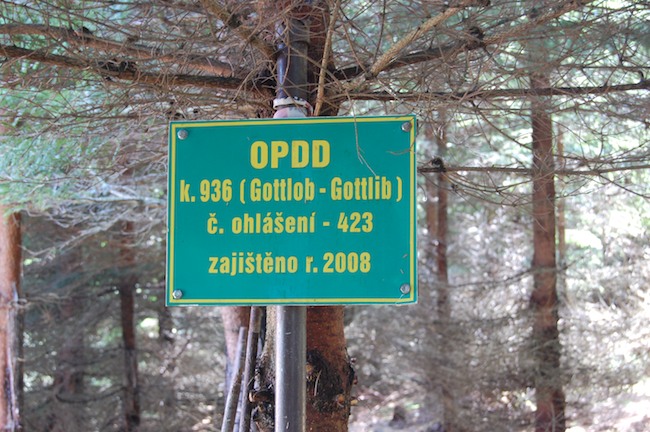 OPDD
k. 936 ( Gottlob - Gottlib )
č. ohlášení - 423
zajištěno r. 2008